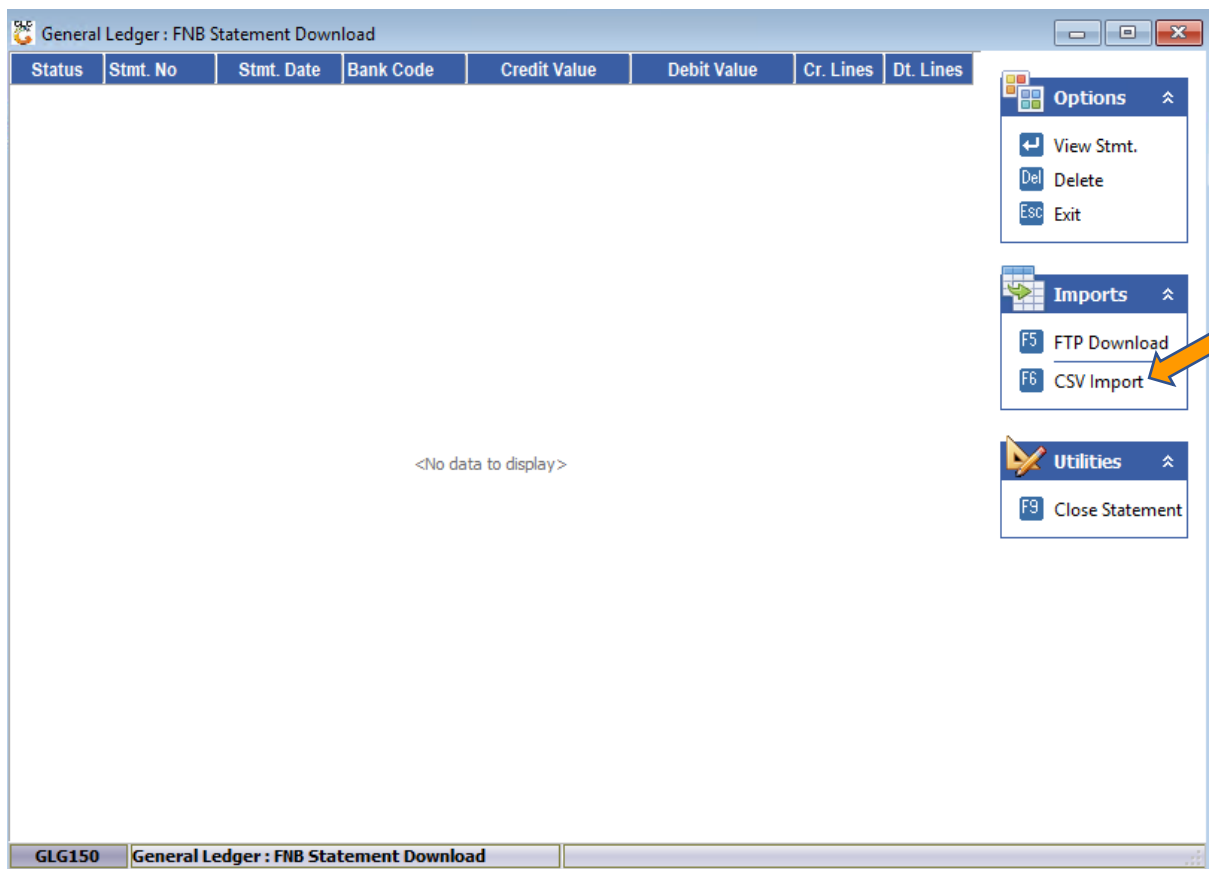 General Ledger : FNB Statement Download
Status Stmt. No Stmt. Date Bank Code Credit Value Debit Value Cr. Lines Dt. Lines
Options
View Stmt.
Del Delete
Esc Exit
Imports
F5 FTP Download
F6 CSV Import
<No data to display>
Utilities
F9 Close Statement
GLG150 General Ledger : FNB Statement Download